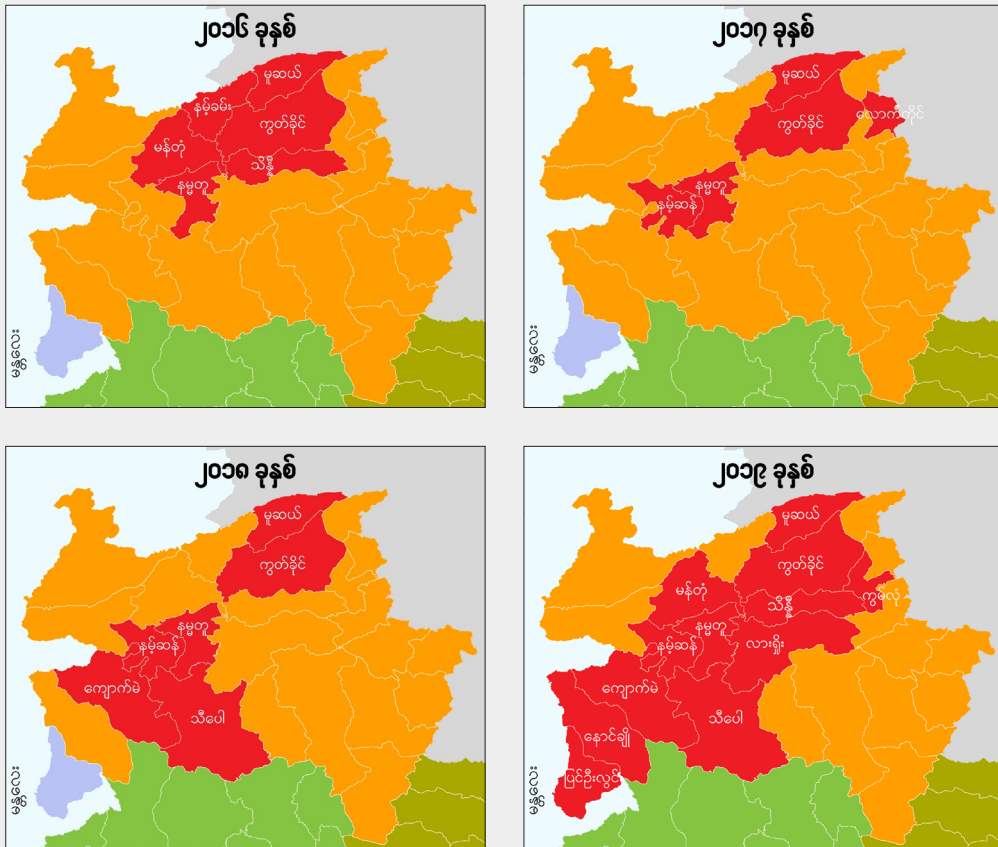 ၂၀၁၆ ခုနှစ်
မူဆယ်
နမ့်ခမ်း
ကွတ်ခိုင်
မန်တုံ
သိန္နီ
နမ္မတူ
မန္တလေး
၂၀၁၇ ခုနှစ်
မူဆယ်
လောက်ကိုင်
ကွတ်ခိုင်
နမ္မတူ
နမ့်ဆန်
မန္တလေး
၂၀၁၈ ခုနှစ်
မူဆယ်
ကွတ်ခိုင်
နမ္မတူ
နမ့်ဆန်
ကျောက်မဲ
သီပေါ
မန္တလေး
၂၀၁၉ ခုနှစ်
မူဆယ်
ကွတ်ခိုင်
မန်တုံ
ကွမ်လုံ
သိန္နီ
နမ္မတူ
နမ့်ဆန်
လားရှိုး
ကျောက်မဲ
သီပေါ
နောင်ချို
ပြင်ဦးလွင်
မန္တလေး